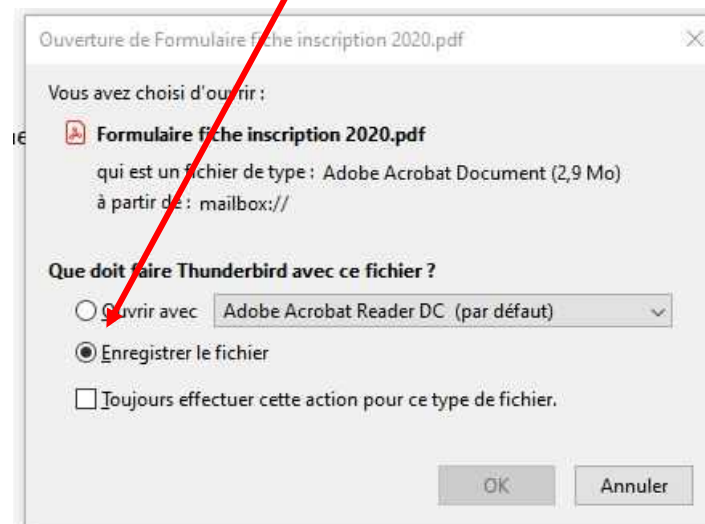 Ouverture de Formulaire fiche inscription 2020.pdf
Vous avez choisi d'ouvrir :
Formulaire fiche inscription 2020.pdf
qui est un fichier de type : Adobe Acrobat Document (2,9 Mo)
à partir de : mailbox://
Que doit faire Thunderbird avec ce fichier ?
Ouvrir avec Adobe Acrobat Reader DC (par défaut)
Enregistrer le fichier
Toujours effectuer cette action pour ce type de fichier.
OK Annuler